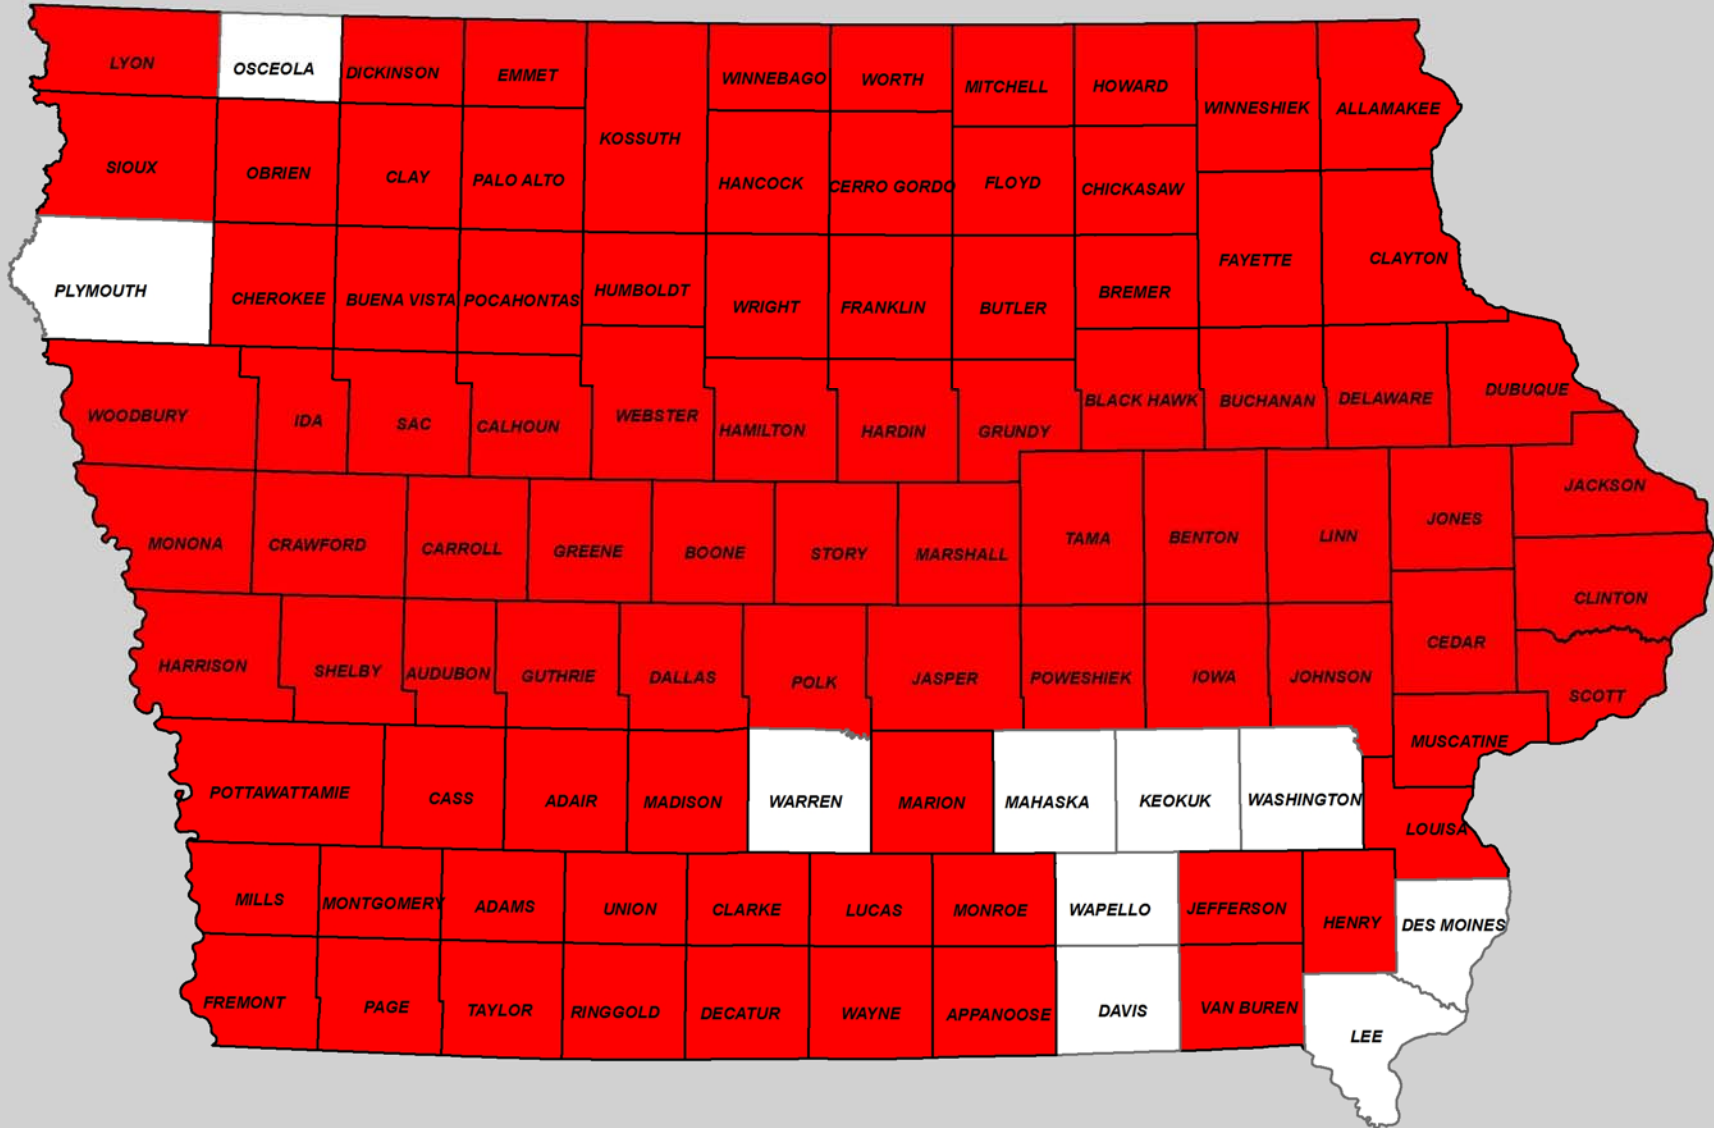 LYON
OSCEOLA
DICKINSON
EMMET
KOSSUTH
WINNEBAGO
WORTH
MITCHELL
HOWARD
WINNESHIEK
ALLAMAKEE
SIOUX
OBRIEN
CLAY
PALO ALTO
HANCOCK
CERRO GORDO
FLOYD
CHICKASAW
FAYETTE
CLAYTON
PLYMOUTH
CHEROKEE
BUENA VISTA
POCAHONTAS
HUMBOLDT
WRIGHT
FRANKLIN
BUTLER
BREMER
WOODBURY
IDA
SAC
CALHOUN
WEBSTER
HAMILTON
HARDIN
GRUNDY
BLACK HAWK
BUCHANAN
DELAWARE
DUBUQUE
MONONA
CRAWFORD
CARROLL
GREENE
BOONE
STORY
MARSHALL
TAMA
BENTON
LINN
JONES
JACKSON
CLINTON
HARRISON
SHELBY
AUDUBON
GUTHRIE
DALLAS
POLK
JASPER
POWESHIEK
IOWA
JOHNSON
CEDAR
SCOTT
MUSCATINE
POTTAWATTAMIE
CASS
ADAIR
MADISON
WARREN
MARION
MAHASKA
KEOKUK
WASHINGTON
LOUISA
MILLS
MONTGOMERY
ADAMS
UNION
CLARKE
LUCAS
MONROE
WAPELLO
JEFFERSON
HENRY
DES MOINES
FREMONT
PAGE
TAYLOR
RINGGOLD
DECATUR
WAYNE
APPANOOSE
DAVIS
VAN BUREN
LEE